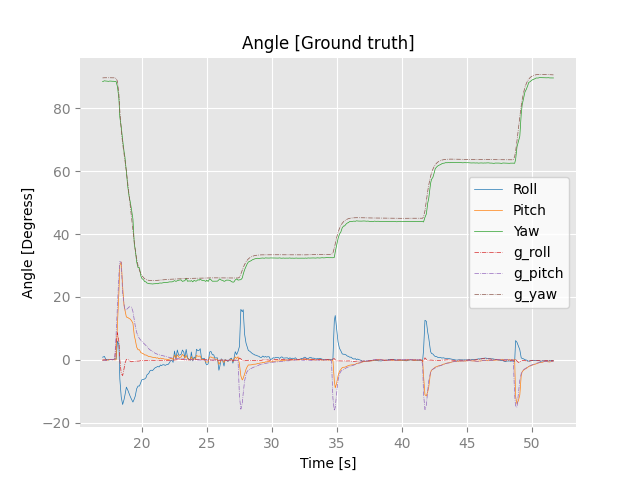 Angle [Ground truth]
Angle [Degress]
80
60
40
20
0
−20
Roll
Pitch
Yaw
g_roll
g_pitch
g_yaw
20 25 30 35 40 45 50
Time [s]